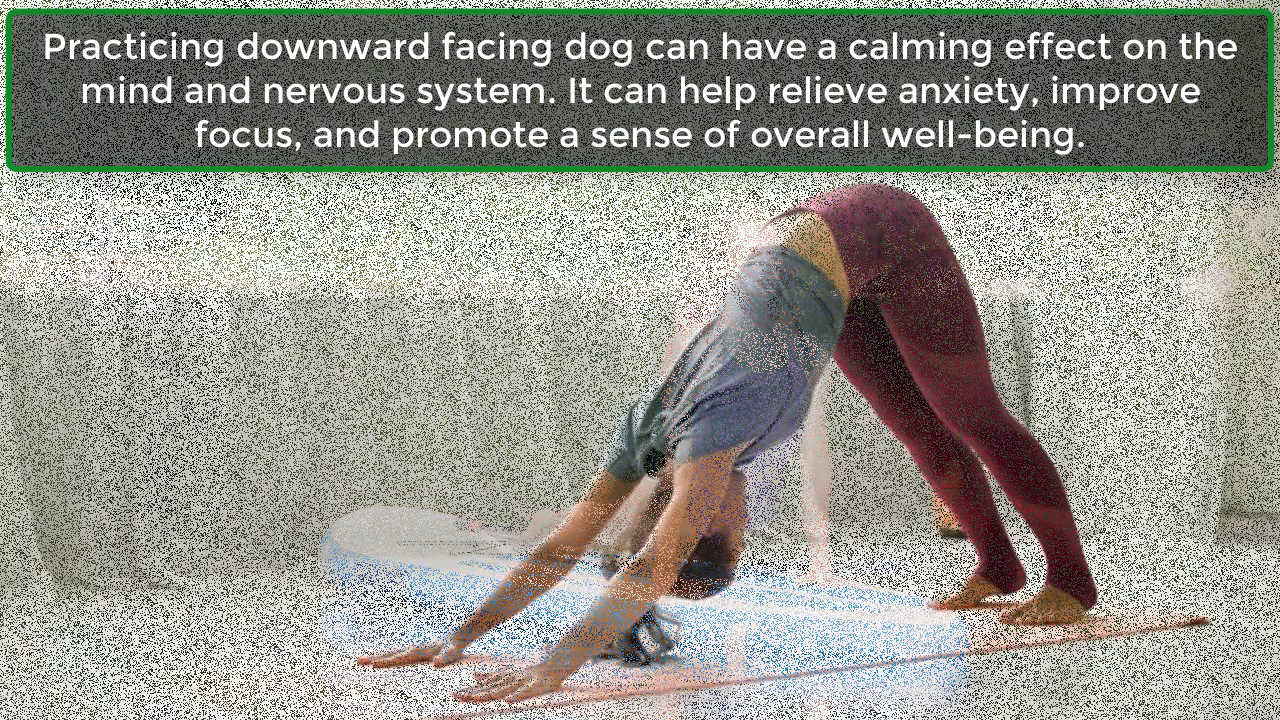 Practicing downward facing dog can have a calming effect on the
mind and nervous system. It can help relieve anxiety, improve
focus, and promote a sense of overall well-being.